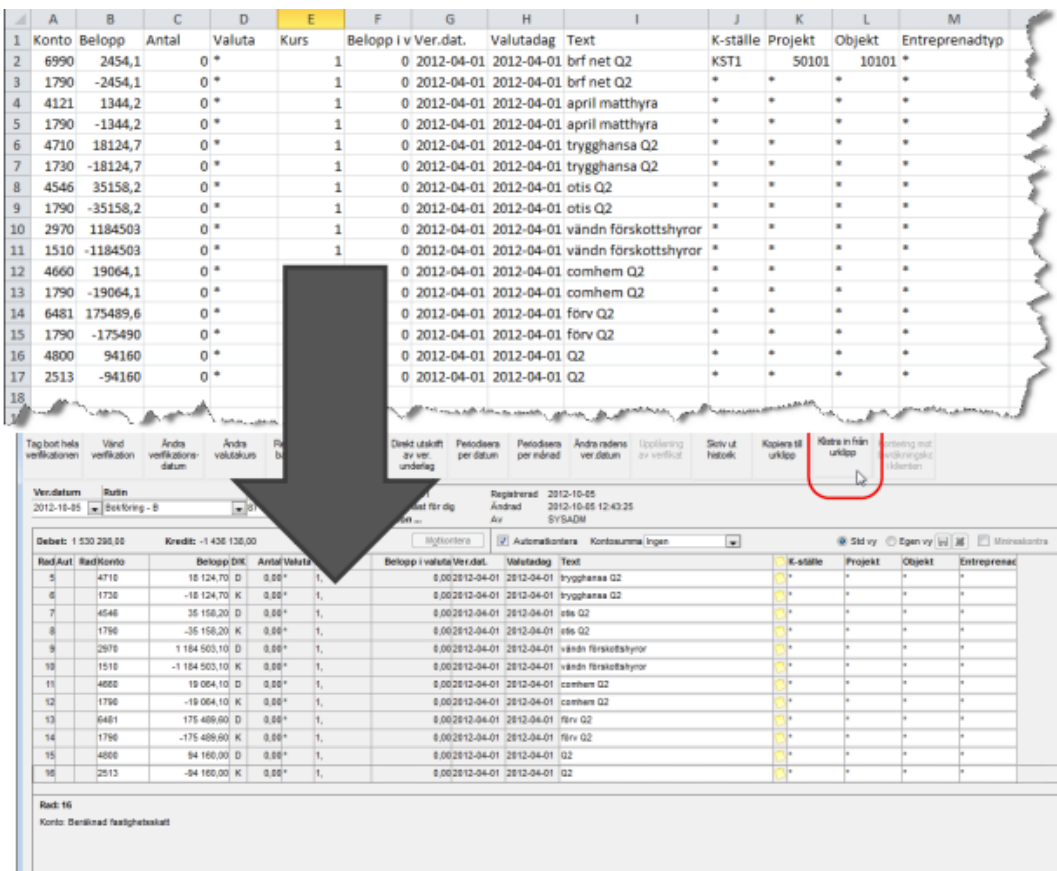 A B C D E F G H I J K L M
1 Konto Belopp Antal Valuta Kurs Belopp i v Ver.dat. Valutadag Text K-ställe Projekt Objekt Entreprenadtyp
2 6990 2454,1 0 * 1 0 2012-04-01 2012-04-01 brf net Q2 KST1 50101 10101 *
3 1790 -2454,1 0 * 1 0 2012-04-01 2012-04-01 brf net Q2 * * * *
4 4121 1344,2 0 * 1 0 2012-04-01 2012-04-01 april matthyra * * * *
5 1790 -1344,2 0 * 1 0 2012-04-01 2012-04-01 april matthyra * * * *
6 4710 18124,7 0 * 1 0 2012-04-01 2012-04-01 trygghansa Q2 * * * *
7 1730 -18124,7 0 * 1 0 2012-04-01 2012-04-01 trygghansa Q2 * * * *
8 4546 35158,2 0 * 1 0 2012-04-01 2012-04-01 otis Q2 * * * *
9 1790 -35158,2 0 * 1 0 2012-04-01 2012-04-01 otis Q2 * * * *
10 2970 1184503 0 * 1 0 2012-04-01 2012-04-01 vändn förskottshyror * * * *
11 1510 -1184503 0 * 1 0 2012-04-01 2012-04-01 vändn förskottshyror * * * *
12 4660 19064,1 0 * 0 2012-04-01 2012-04-01 comhem Q2 * * * *
13 1790 -19064,1 0 * 0 2012-04-01 2012-04-01 comhem Q2 * * * *
14 6481 175489,6 0 * 0 2012-04-01 2012-04-01 förv Q2 * * * *
15 1790 -175490 0 * 0 2012-04-01 2012-04-01 förv Q2 * * * *
16 4800 94160 0 * 0 2012-04-01 2012-04-01 Q2 * * * *
17 2513 -94160 0 * 0 2012-04-01 2012-04-01 Q2 * * * *
18
Tag bort hela Vänd Ändra Ändra Direkt utskrift Periodisera Periodisera Ändra radens Uppläsning Skriv ut Kopiera till Klistra in från
verifikationen verifikation verifikations- valutakurs av ver. per datum per månad ver.datum av verifikat historik urklipp urklipp
datum underlag i klienten
Ver.datum Rutin Registrerad 2012-10-05
2012-10-05 Bokföring - B Ändrad 2012-10-05 12:43:25
Av SYSADM
Debet: 1 530 298,00 Kredit: -1 436 138,00 Motkontera Automatkontera Kontosumma Ingen Std vy Egen vy
Rad Aut Rad Konto Belopp D/K Antal Valuta Belopp i valuta Ver.dat. Valutadag Text K-ställe Projekt Objekt Entreprenad
5 4710 18 124,70 D 0,00 * 1, 0,00 2012-04-01 2012-04-01 trygghansa Q2 * * * *
6 1730 -18 124,70 K 0,00 * 1, 0,00 2012-04-01 2012-04-01 trygghansa Q2 * * * *
7 4546 35 158,20 D 0,00 * 1, 0,00 2012-04-01 2012-04-01 otis Q2 * * * *
8 1790 -35 158,20 K 0,00 * 1, 0,00 2012-04-01 2012-04-01 otis Q2 * * * *
9 2970 1 184 503,10 D 0,00 * 1, 0,00 2012-04-01 2012-04-01 vändn förskottshyror * * * *
10 1510 -1 184 503,10 K 0,00 * 1, 0,00 2012-04-01 2012-04-01 vändn förskottshyror * * * *
11 4660 19 064,10 D 0,00 * 1, 0,00 2012-04-01 2012-04-01 comhem Q2 * * * *
12 1790 -19 064,10 K 0,00 * 1, 0,00 2012-04-01 2012-04-01 comhem Q2 * * * *
13 6481 175 489,60 D 0,00 * 1, 0,00 2012-04-01 2012-04-01 förv Q2 * * * *
14 1790 -175 489,60 K 0,00 * 1, 0,00 2012-04-01 2012-04-01 förv Q2 * * * *
15 4800 94 160,00 D 0,00 * 1, 0,00 2012-04-01 2012-04-01 Q2 * * * *
16 2513 -94 160,00 K 0,00 * 1, 0,00 2012-04-01 2012-04-01 Q2 * * * *
Rad: 16
Konto: Beräknad fastighetsskatt